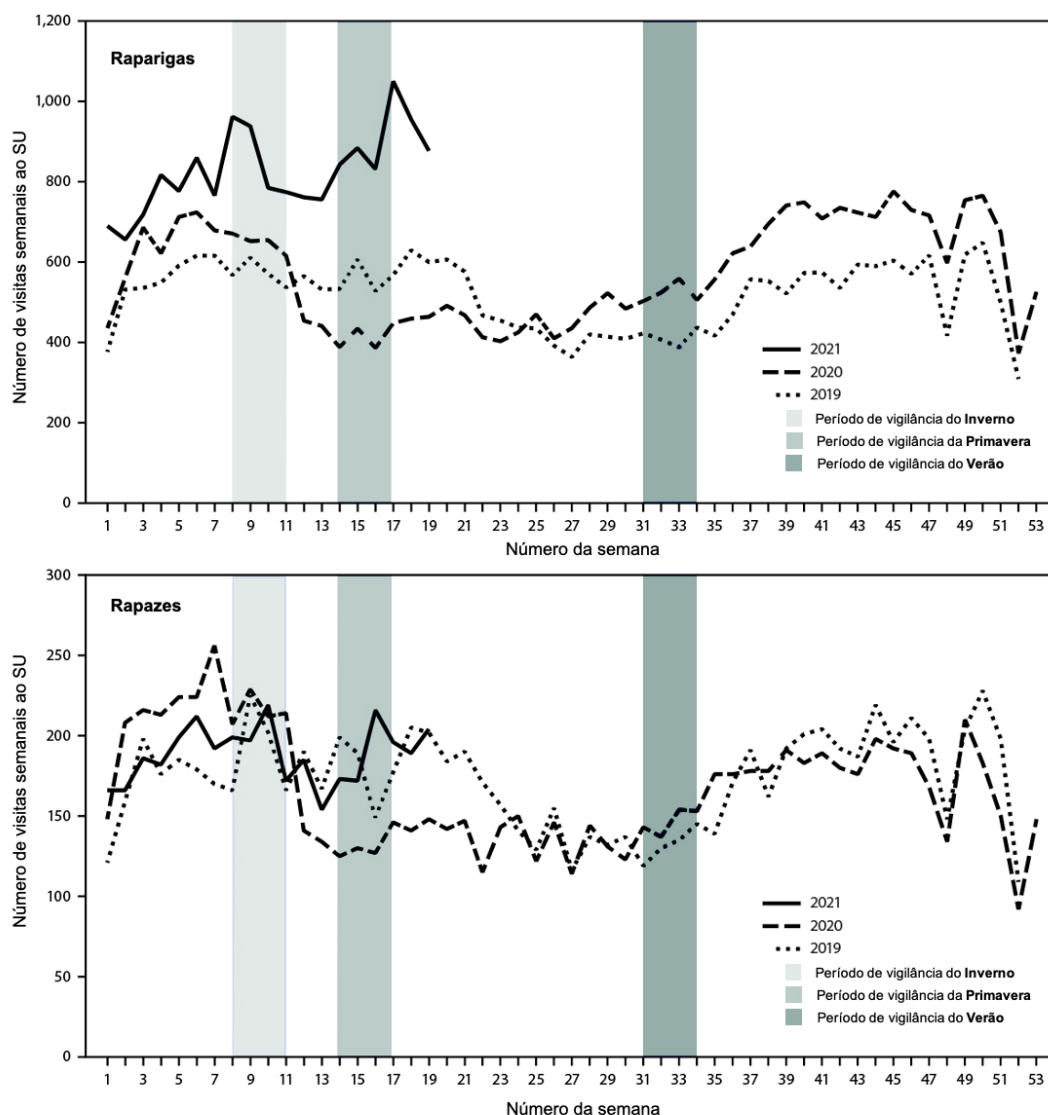 Raparigas
Número de visitas semanais ao SU
1,200
1,000
800
600
400
200
0
2021
2020
2019
Período de vigilância do Inverno
Período de vigilância da Primavera
Período de vigilância do Verão
1 3 5 7 9 11 13 15 17 19 21 23 25 27 29 31 33 35 37 39 41 43 45 47 49 51 53
Número da semana
Rapazes
Número de visitas semanais ao SU
300
250
200
150
100
50
0
2021
2020
2019
Período de vigilância do Inverno
Período de vigilância da Primavera
Período de vigilância do Verão
1 3 5 7 9 11 13 15 17 19 21 23 25 27 29 31 33 35 37 39 41 43 45 47 49 51 53
Número da semana